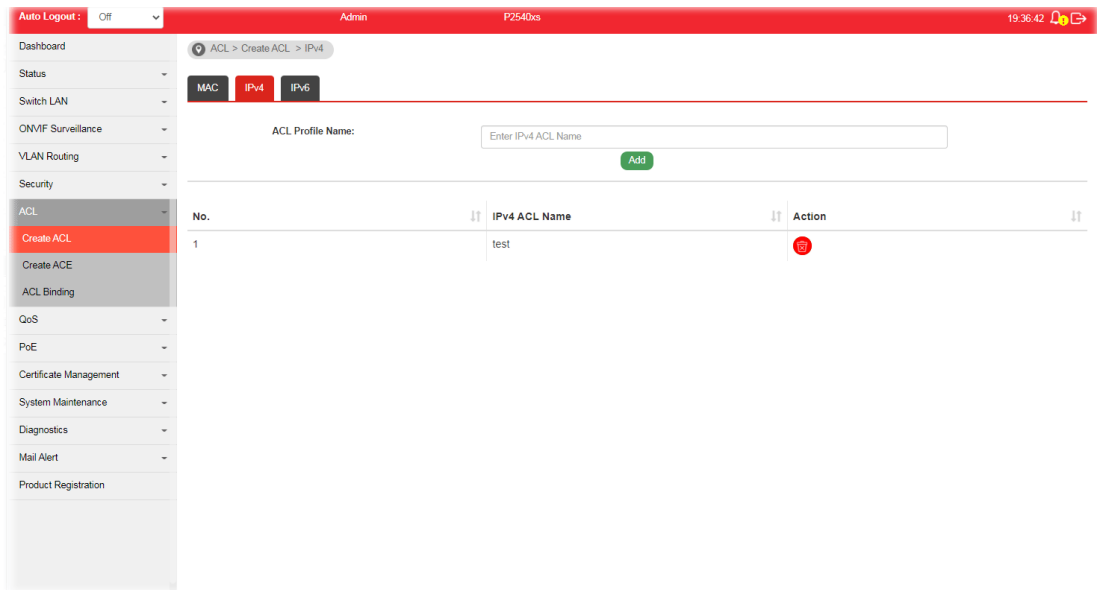 Auto Logout : Off Admin P2540xs 19:36:42
Dashboard
Status
Switch LAN
ONVIF Surveillance
VLAN Routing
Security
ACL
Create ACL
Create ACE
ACL Binding
QoS
PoE
Certificate Management
System Maintenance
Diagnostics
Mail Alert
Product Registration
ACL > Create ACL > IPv4
MAC IPv4 IPv6
ACL Profile Name: Enter IPv4 ACL Name
Add
No. IPv4 ACL Name Action
1 test